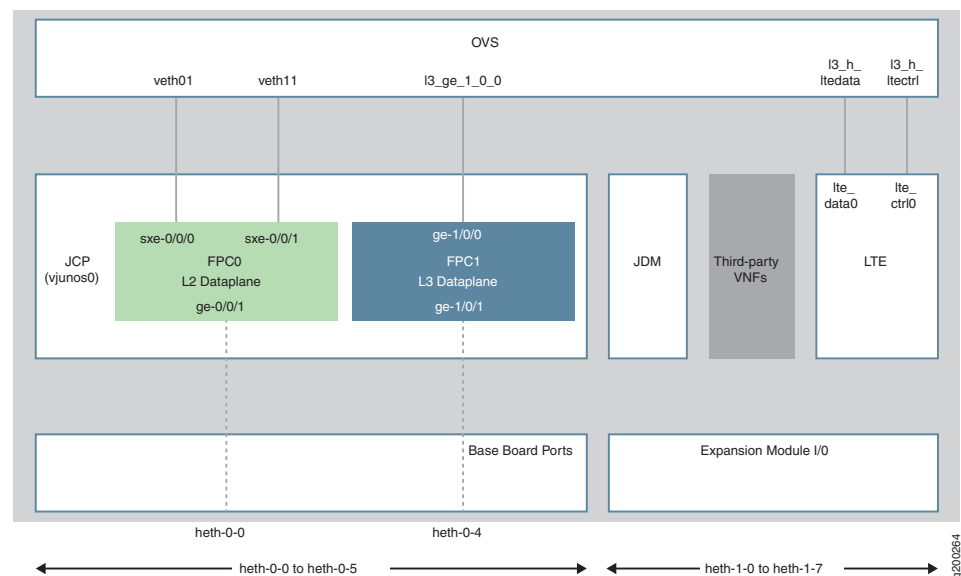 OVS
veth01
veth11
l3_ge_1_0_0
l3_h_
ltedata
l3_h_
ltectrl
JCP
(vjunos0)
sxe-0/0/0
sxe-0/0/1
FPC0
L2 Dataplane
ge-0/0/1
ge-1/0/0
FPC1
L3 Dataplane
ge-1/0/1
JDM
Third-party
VNFs
lte_
data0
lte_
ctrl0
LTE
Base Board Ports
Expansion Module I/0
heth-0-0
heth-0-4
heth-0-0 to heth-0-5
heth-1-0 to heth-1-7
g200264